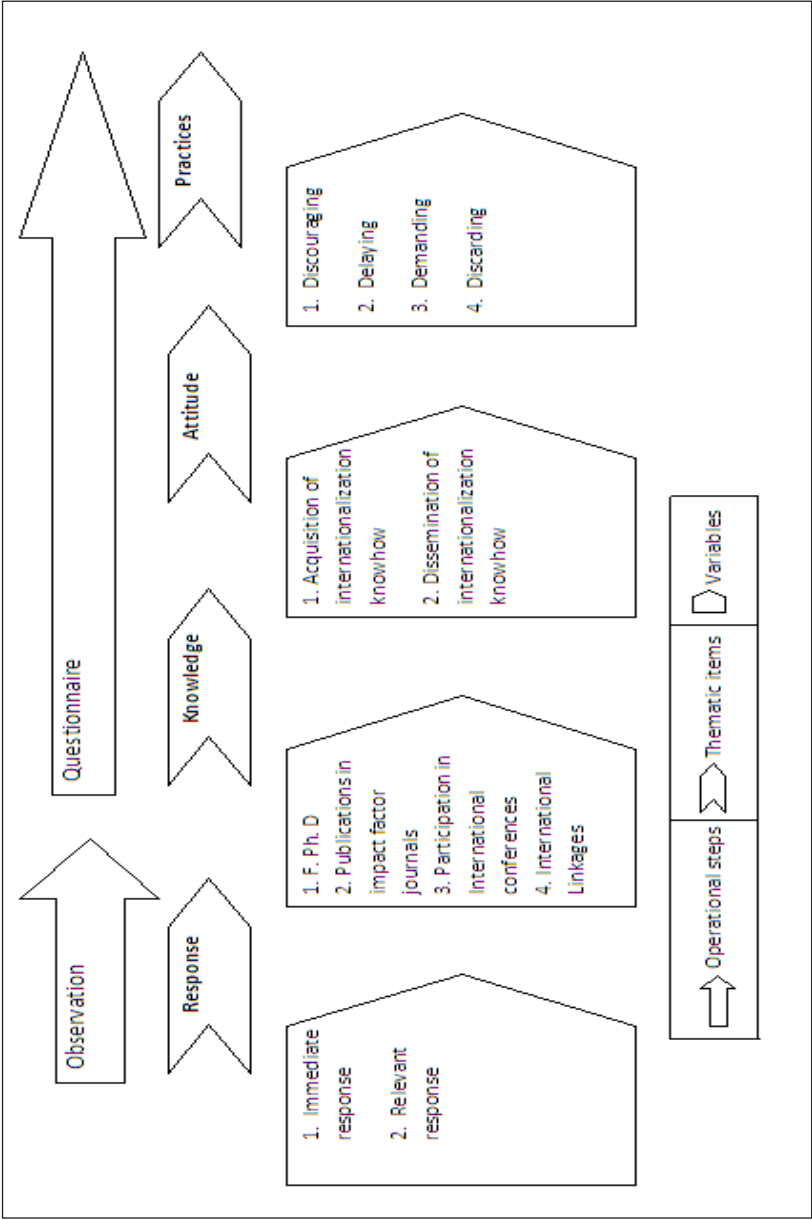 Observation
Questionnaire
Response
Knowledge
Attitude
Practices
1. Immediate
response
2. Relevant
response
1. F. Ph. D
2. Publications in
impact factor
journals
3. Participation in
International
conferences
4. International
Linkages
1. Acquisition of
internationalization
knowhow
2. Dissemination of
internationalization
knowhow
1. Discouraging
2. Delaying
3. Demanding
4. Discarding
Operational steps
Thematic items
Variables